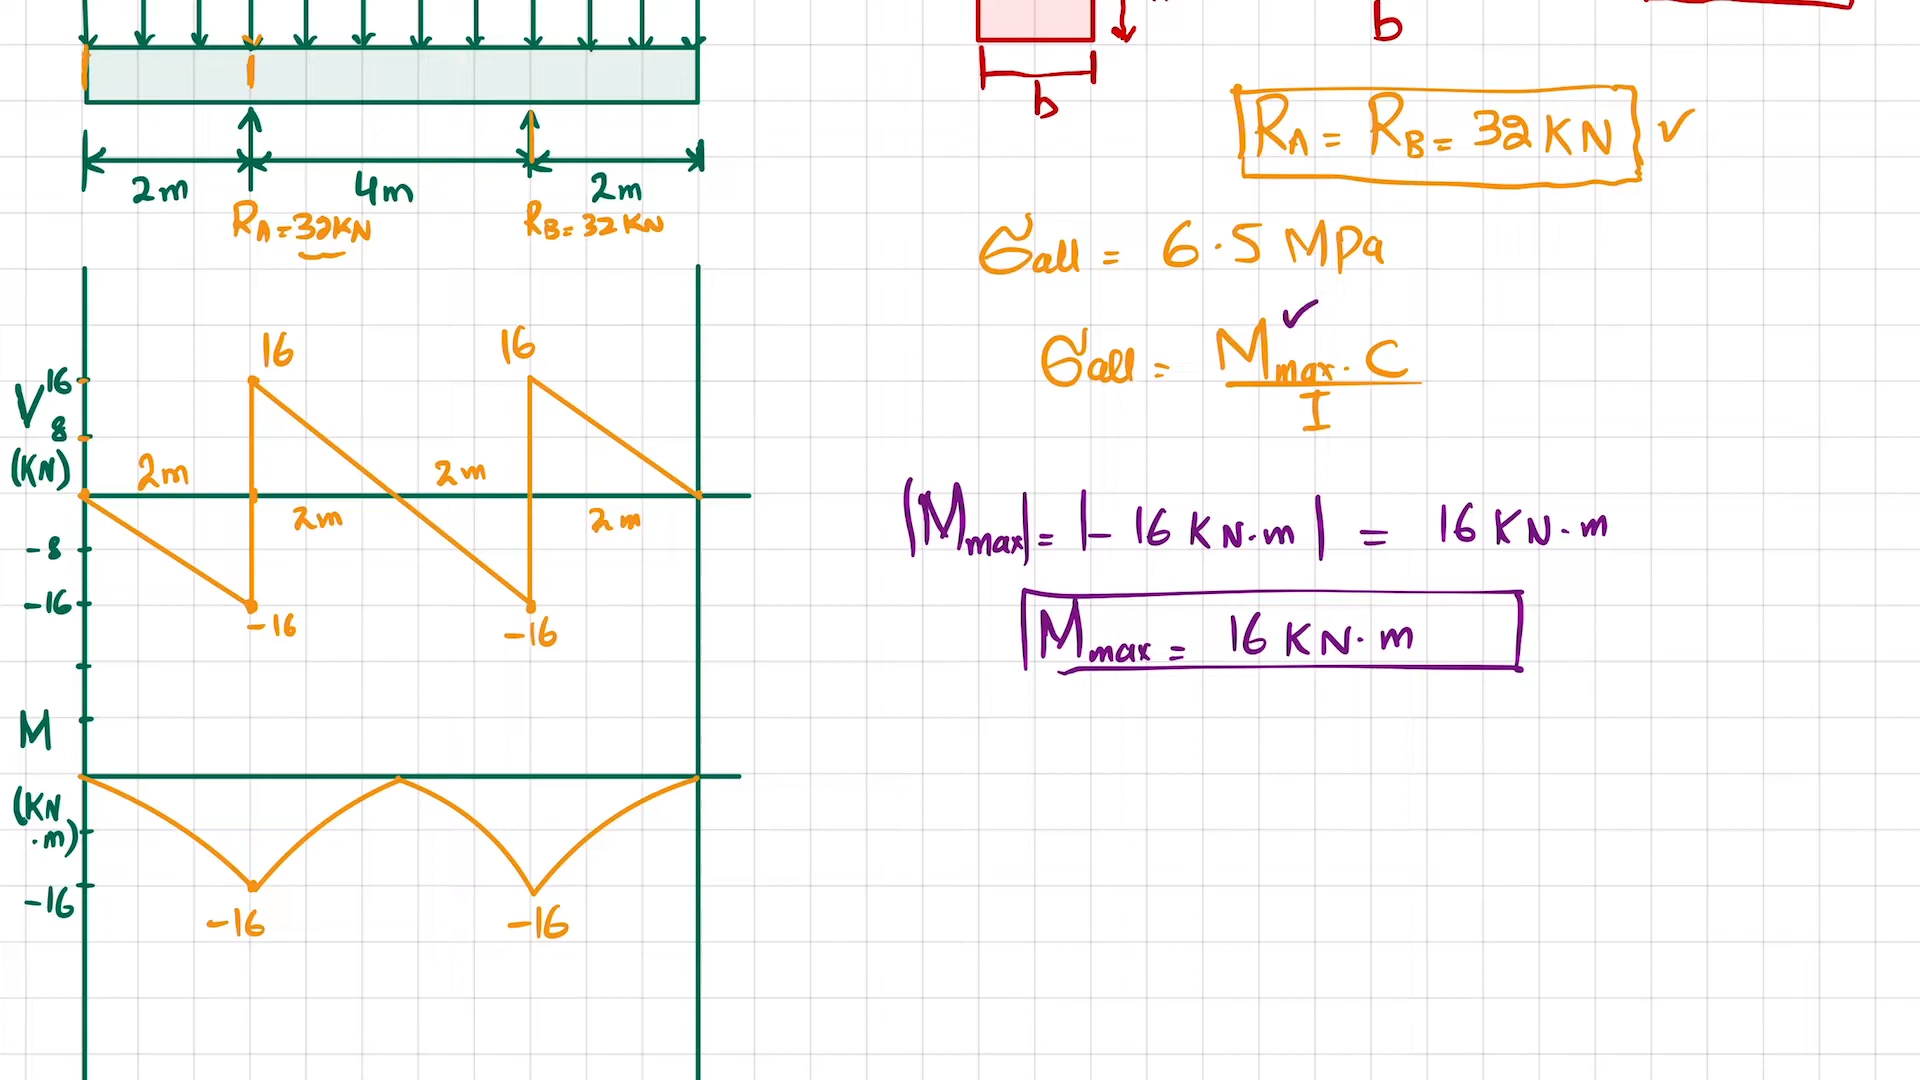 b
b
2m 4m 2m
RA = 32KN RB = 32 KN
RA = RB = 32 KN ✓
σall = 6.5 MPa
σall = Mmax . C
I
✓
V
(KN)
16
8
-8
-16
16
16
2m
2m
2m
2m
-16
-16
|Mmax| = |- 16 KN.m| = 16 KN.m
Mmax = 16 KN.m
M
(KN
.m)
-16
-16
-16